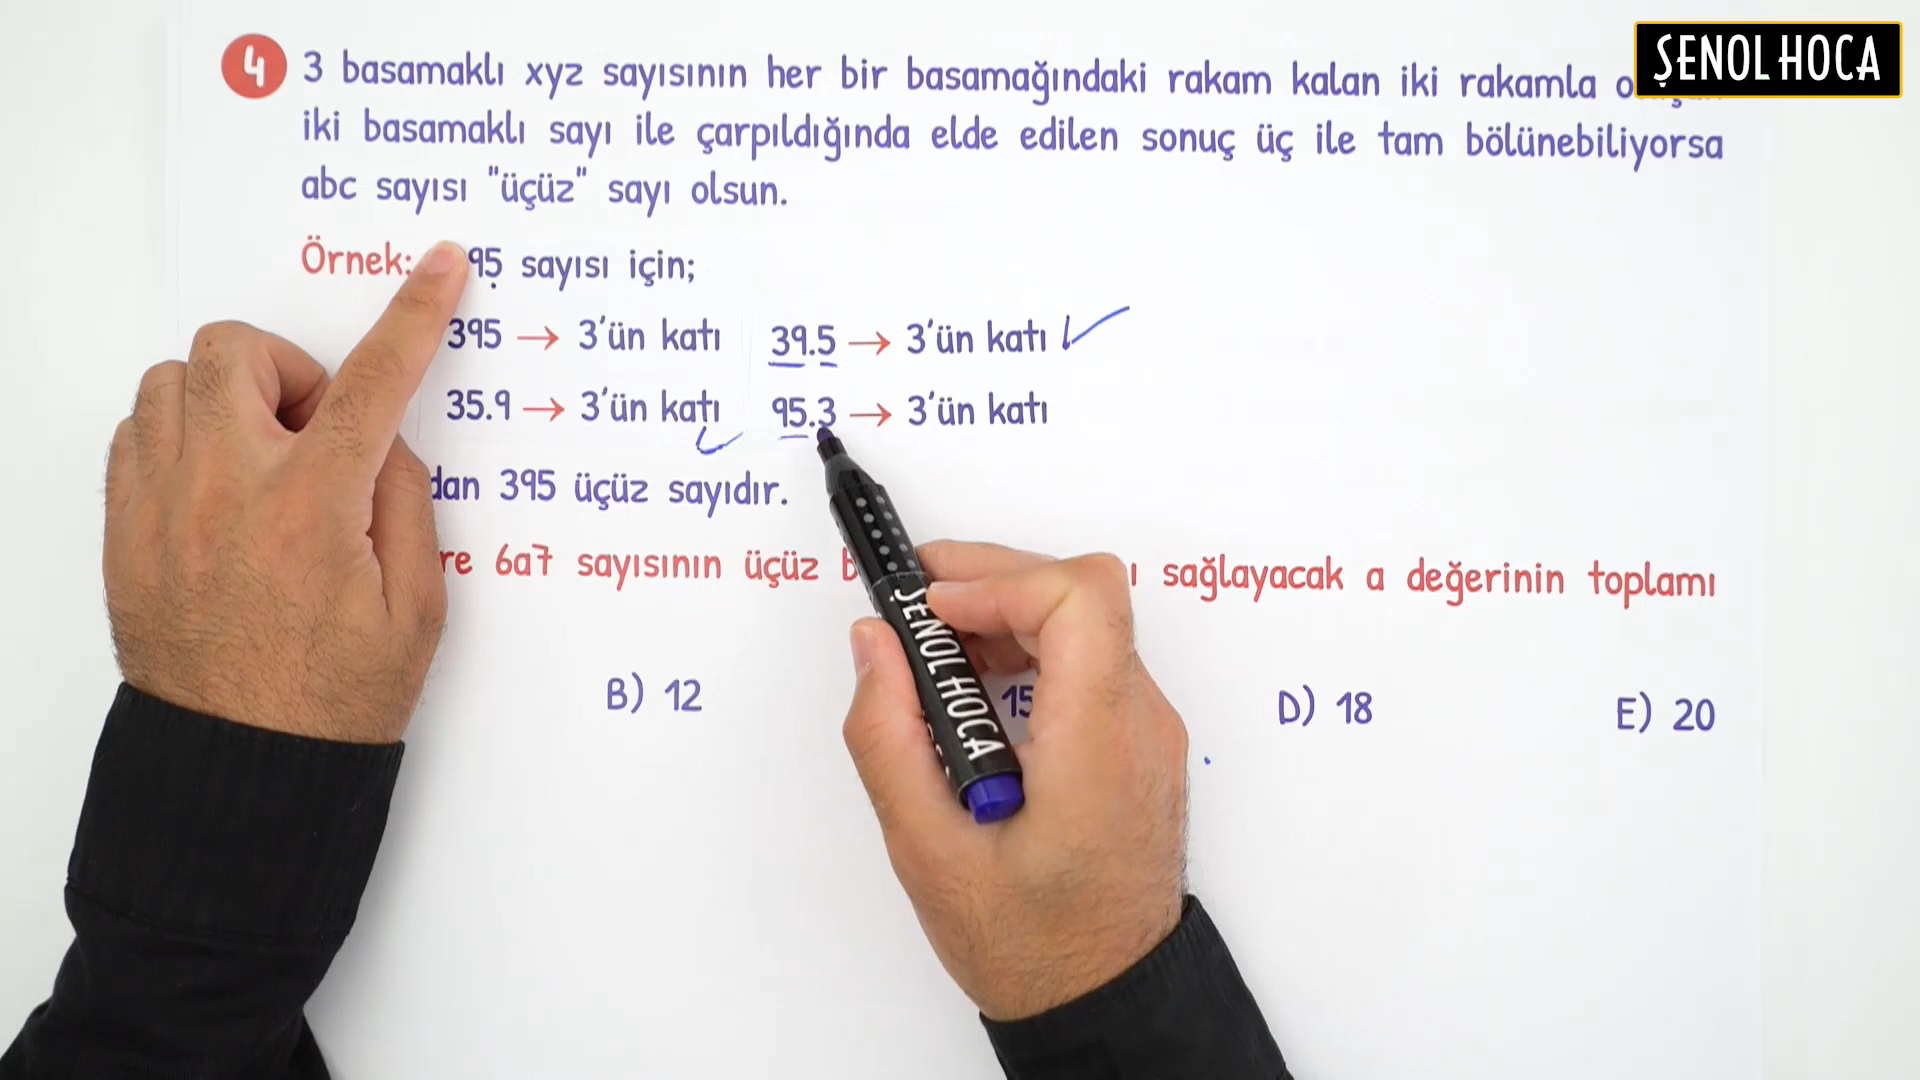 ŞENOL HOCA
4 3 basamaklı xyz sayısının her bir basamağındaki rakam kalan iki rakamla
iki basamaklı sayı ile çarpıldığında elde edilen sonuç üç ile tam bölünebiliyorsa
abc sayısı "üçüz" sayı olsun.
Örnek: 95 sayısı için;
395 → 3'ün katı 39.5 → 3'ün katı
35.9 → 3'ün katı 95.3 → 3'ün katı
dan 395 üçüz sayıdır.
re 6a7 sayısının üçüz sağlayacak a değerinin toplamı
B) 12 15 D) 18 E) 20
ŞENOL HOCA